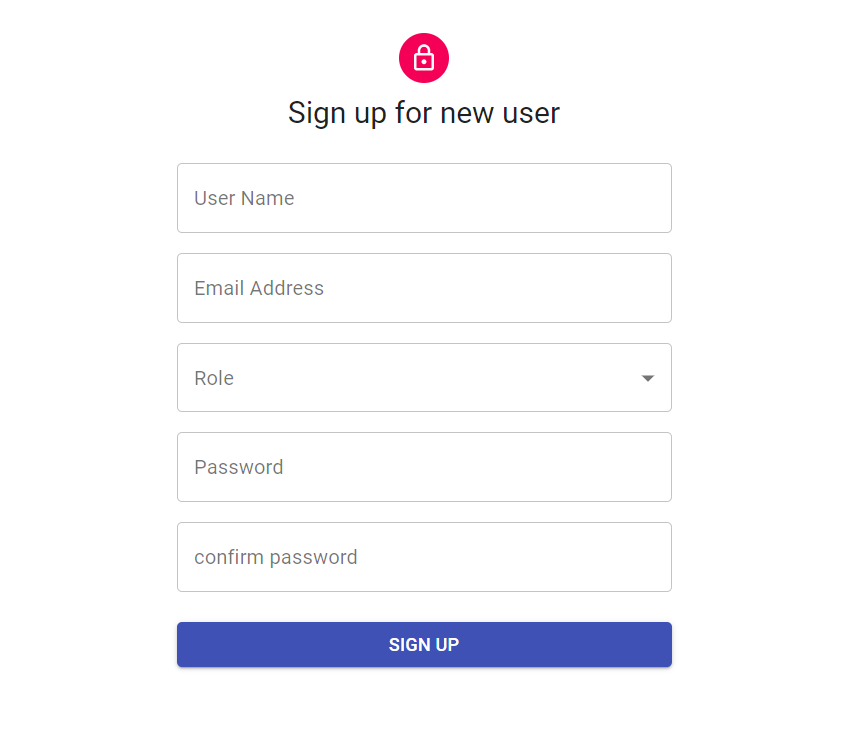 Sign up for new user
User Name
Email Address
Role
Password
confirm password
SIGN UP